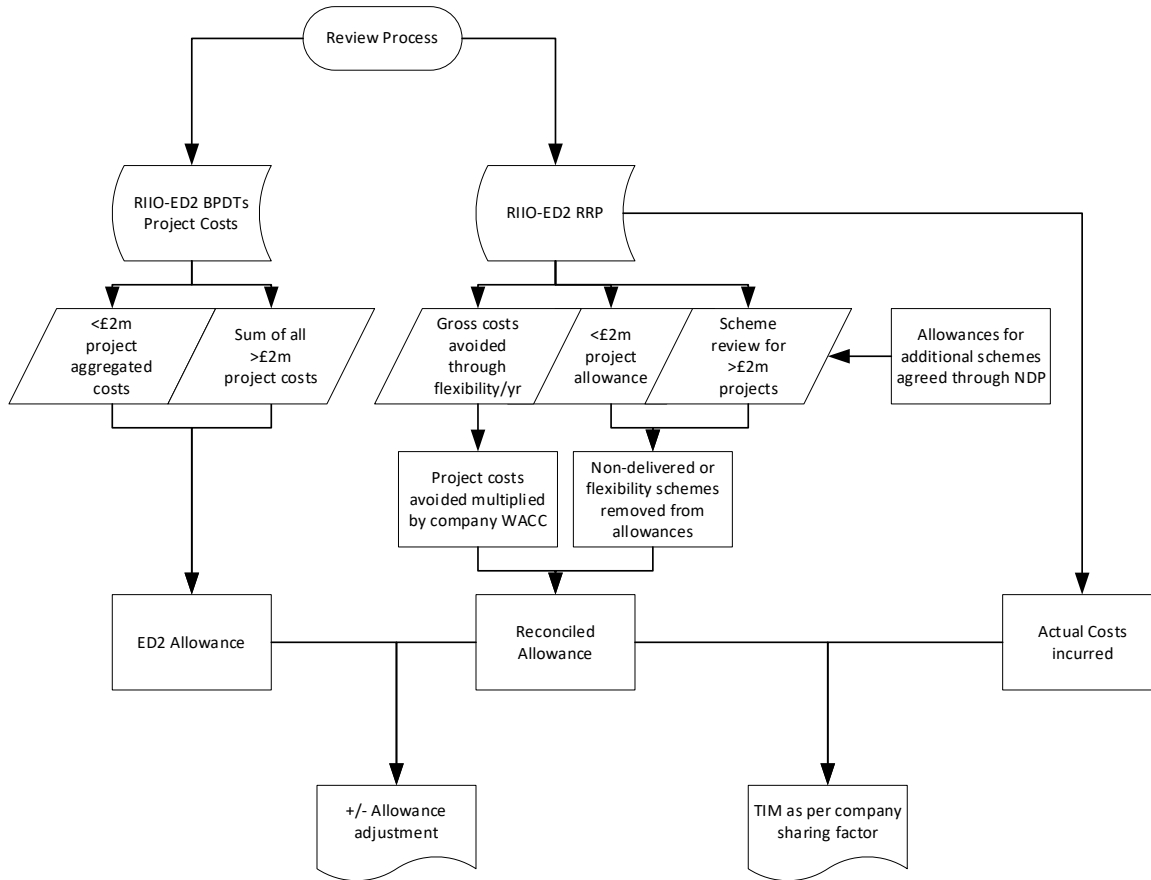 Review Process
RIIO-ED2 BPDTs
Project Costs
RIIO-ED2 RRP
<£2m
project
aggregated
costs
Sum of all
>£2m
project costs
Gross costs
avoided
through
flexibility/yr
<£2m
project
allowance
Scheme
review for
>£2m
projects
Allowances for
additional schemes
agreed through NDP
Project costs
avoided multiplied
by company WACC
Non-delivered or
flexibility schemes
removed from
allowances
ED2 Allowance
Reconciled
Allowance
Actual Costs
incurred
+/- Allowance
adjustment
TIM as per company
sharing factor